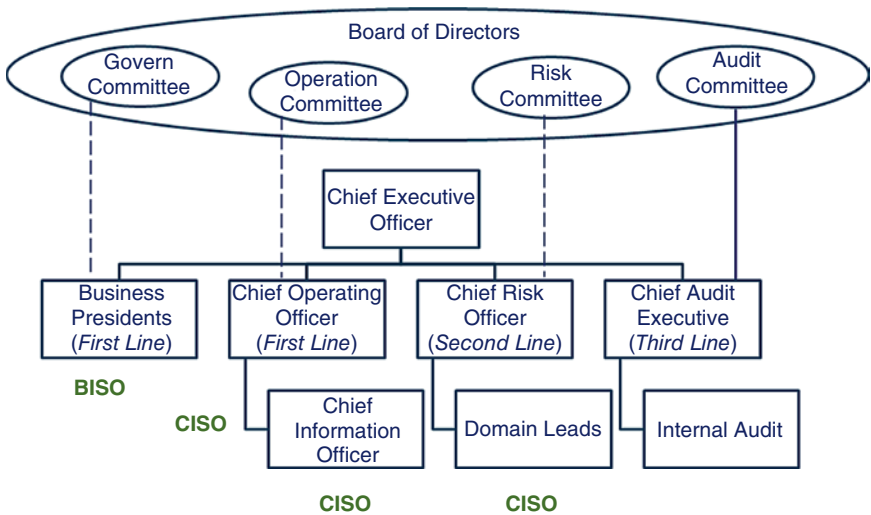 Board of Directors
Govern
Committee
Operation
Committee
Risk
Committee
Audit
Committee
Chief Executive
Officer
Business
Presidents
(First Line)
Chief Operating
Officer
(First Line)
Chief Risk
Officer
(Second Line)
Chief Audit
Executive
(Third Line)
BISO
CISO
Chief
Information
Officer
Domain Leads
Internal Audit
CISO
CISO